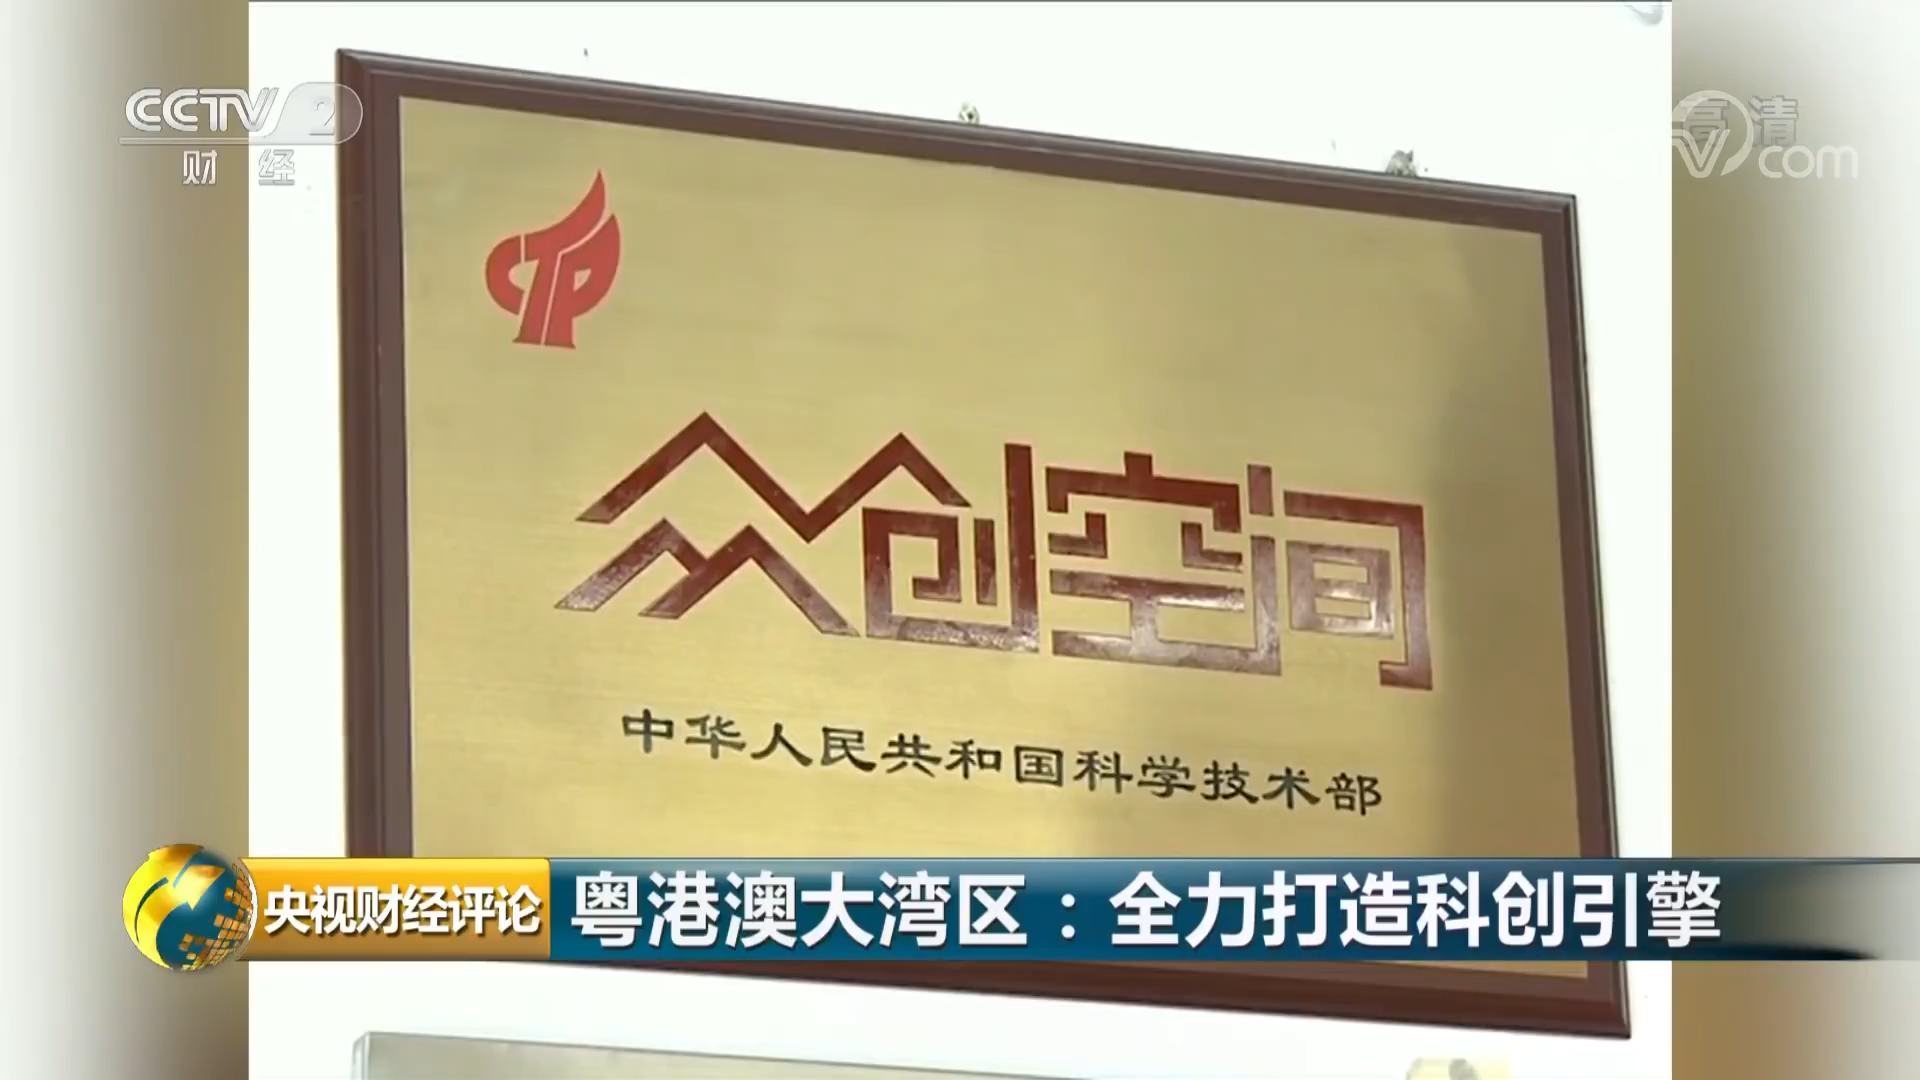 CCTV 2
财 经
高清
com
CTP
众创空间
中华人民共和国科学技术部
央视财经评论
粤港澳大湾区：全力打造科创引擎